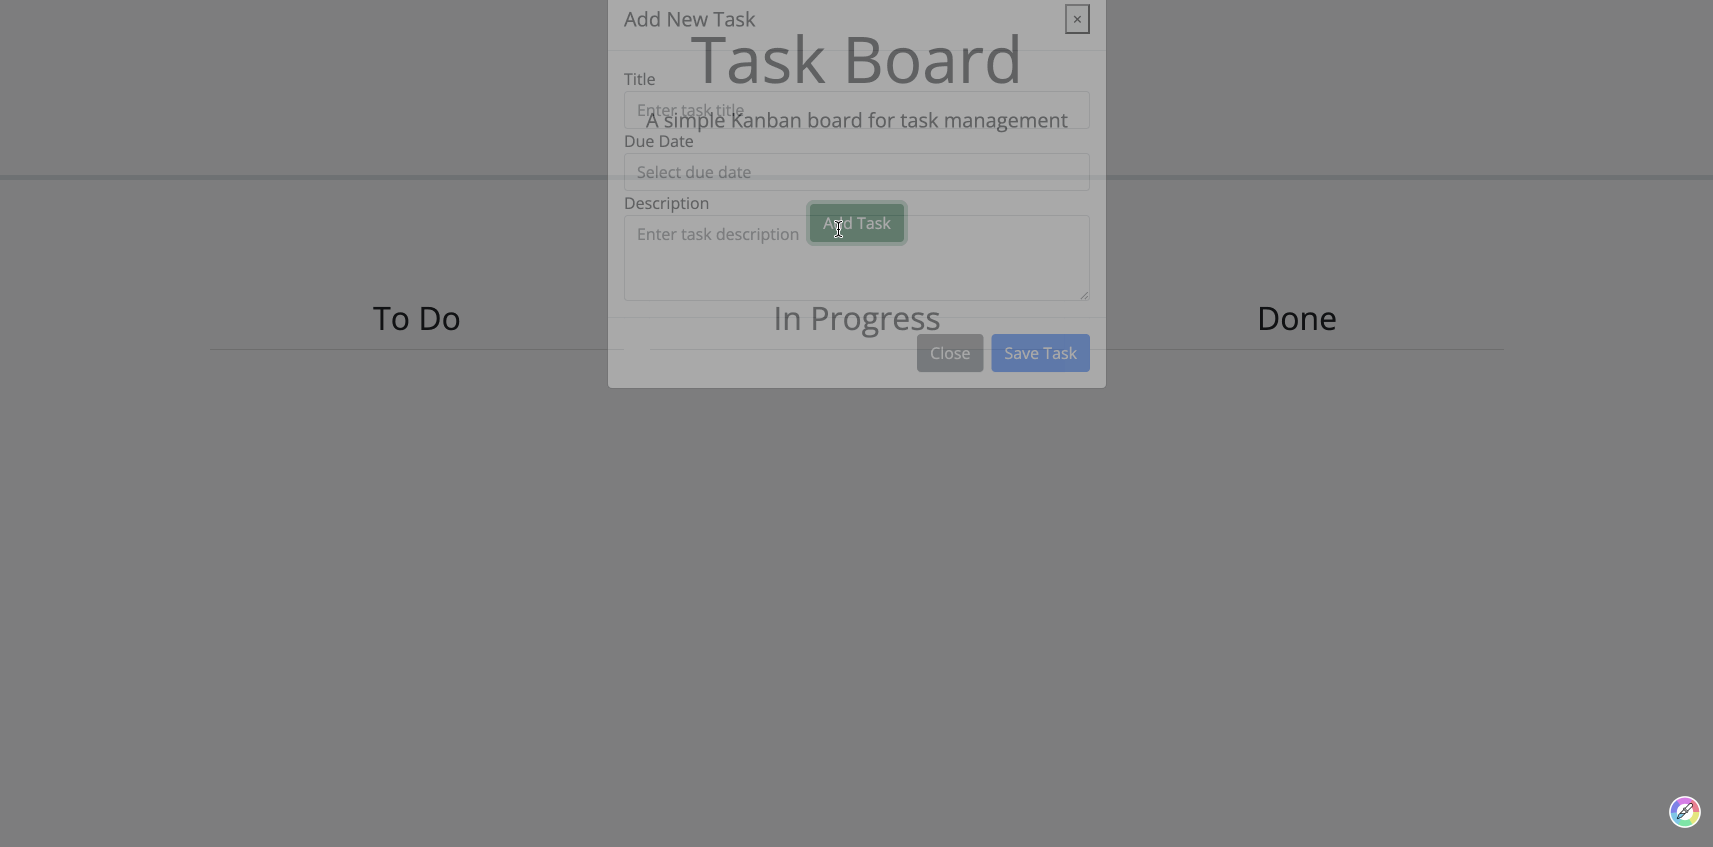 Add New Task ×
Task Board
Title
Enter task title
A simple Kanban board for task management
Due Date
Select due date
Description
Add Task
Enter task description
To Do
In Progress
Done
Close
Save Task